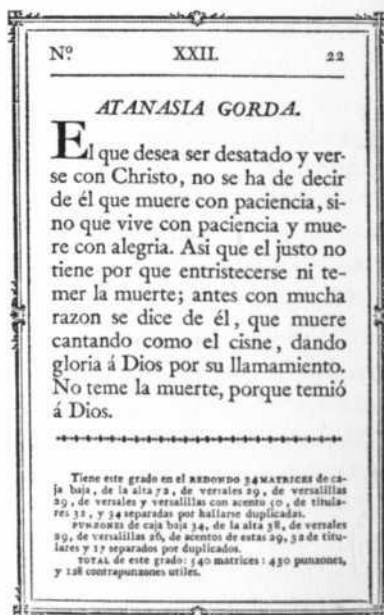 Nº XXII. 22
ATANASIA GORDA.
El que desea ser desatado y ver-
se con Christo, no se ha de decir
de él que muere con paciencia, si-
no que vive con paciencia y mue-
re con alegria. Asi que el justo no
tiene por que entristecerse ni te-
mer la muerte; antes con mucha
razon se dice de él, que muere
cantando como el cisne, dando
gloria á Dios por su llamamiento.
No teme la muerte, porque temió
á Dios.
Tiene este grado en el REDONDO 34 MATRICES de ca-
ja baxa, de la alta 72, de versales 29, de versalillas
29, de versales y versalillas con acento 50, de titula-
res 32, y 34 separadas por hallarse duplicadas.
PUNZONES de caja baja 34, de la alta 38, de versales
29, de versalillas 26, de acentos de estas 29, 32 de titu-
lares y 17 separados por duplicados.
TOTAL de este grado: 540 matrices: 430 punzones,
y 128 contrapunzones utiles.